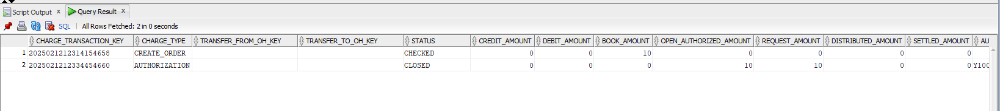 Script Output x Query Result x
SQL | All Rows Fetched: 2 in 0 seconds
CHARGE_TRANSACTION_KEY CHARGE_TYPE TRANSFER_FROM_OH_KEY TRANSFER_TO_OH_KEY STATUS CREDIT_AMOUNT DEBIT_AMOUNT BOOK_AMOUNT OPEN_AUTHORIZED_AMOUNT REQUEST_AMOUNT DISTRIBUTED_AMOUNT SETTLED_AMOUNT AU
1 2025021212314154658 CREATE_ORDER CHECKED 0 0 10 0 0 0 0
2 2025021212334454660 AUTHORIZATION CLOSED 0 0 0 10 10 0 0 Y100